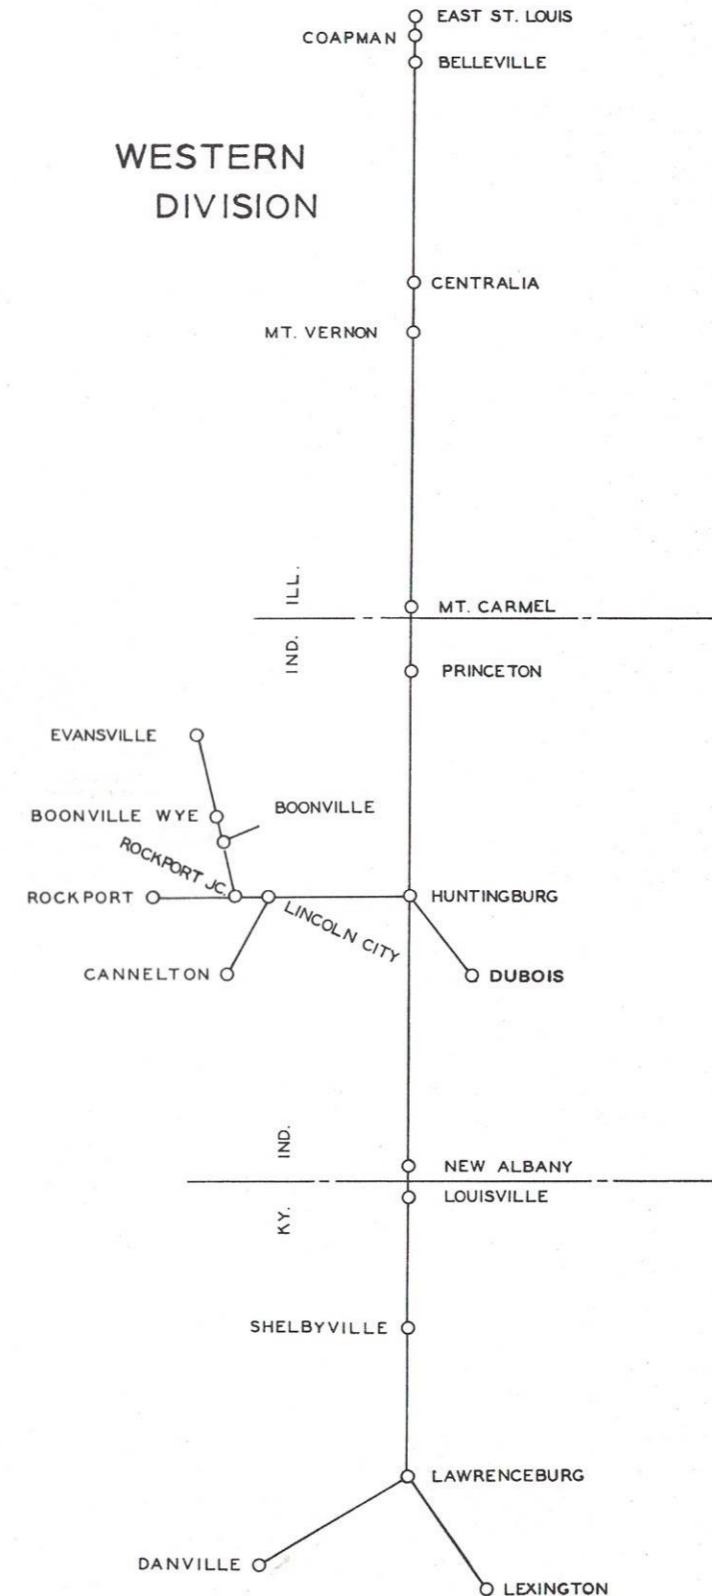 EAST ST. LOUIS
COAPMAN
BELLEVILLE
WESTERN
DIVISION
CENTRALIA
MT. VERNON
ILL.
MT. CARMEL
IND.
PRINCETON
EVANSVILLE
BOONVILLE
BOONVILLE WYE
ROCKPORT JC.
ROCKPORT
LINCOLN CITY
HUNTINGBURG
CANNELTON
DUBOIS
IND.
NEW ALBANY
LOUISVILLE
KY.
SHELBYVILLE
LAWRENCEBURG
DANVILLE
LEXINGTON